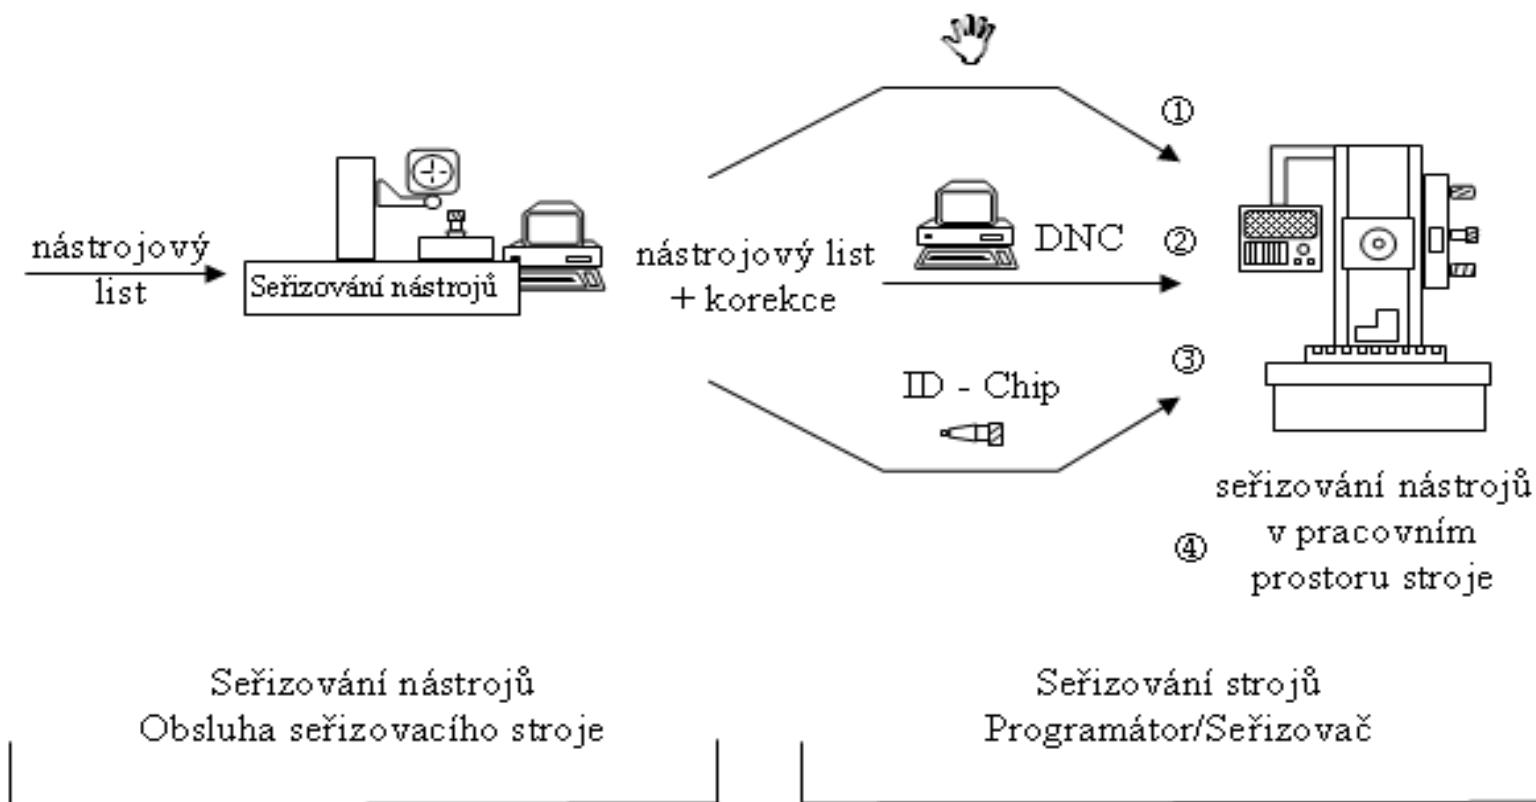 nástrojový
list
Seřizování nástrojů
nástrojový list
+ korekce
①
DNC
②
③
ID - Chip
④
seřizování nástrojů
v pracovním
prostoru stroje
Seřizování nástrojů
Obsluha seřizovacího stroje
Seřizování strojů
Programátor/Seřizovač